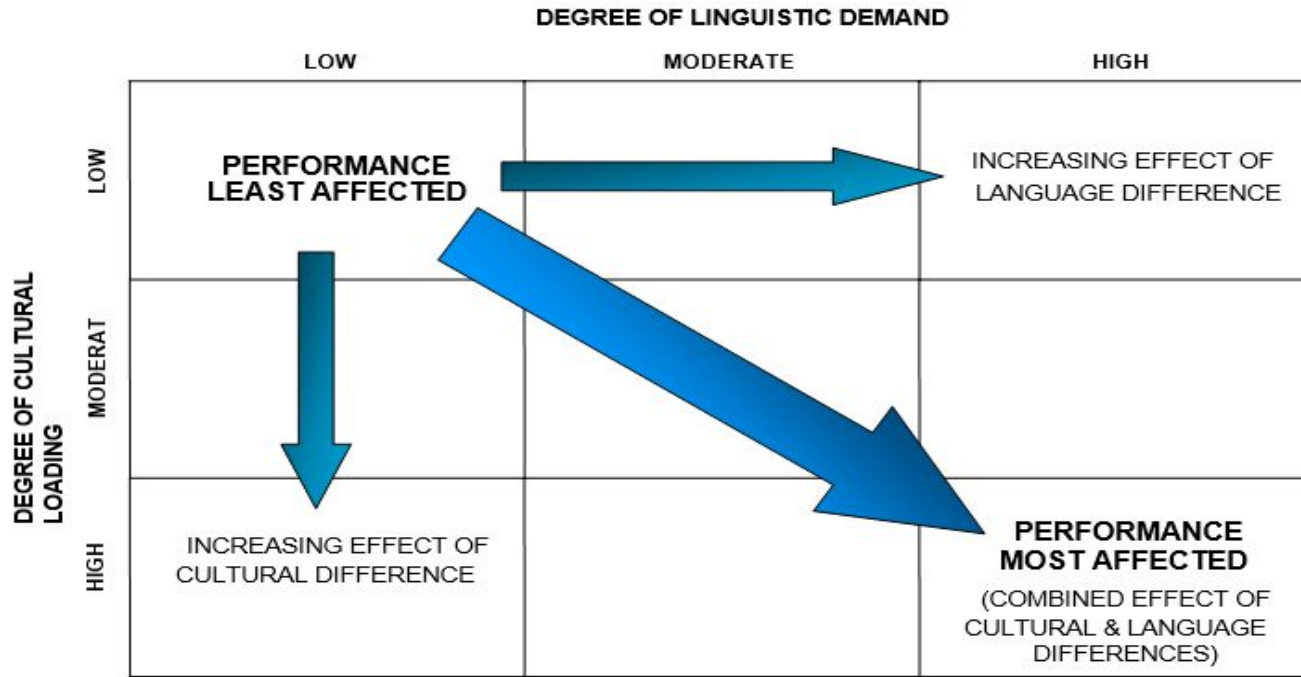 DEGREE OF LINGUISTIC DEMAND
LOW
MODERATE
HIGH
DEGREE OF CULTURAL
LOADING
LOW
PERFORMANCE
LEAST AFFECTED
INCREASING EFFECT OF
LANGUAGE DIFFERENCE
MODERAT
HIGH
INCREASING EFFECT OF
CULTURAL DIFFERENCE
PERFORMANCE
MOST AFFECTED
(COMBINED EFFECT OF
CULTURAL & LANGUAGE
DIFFERENCES)